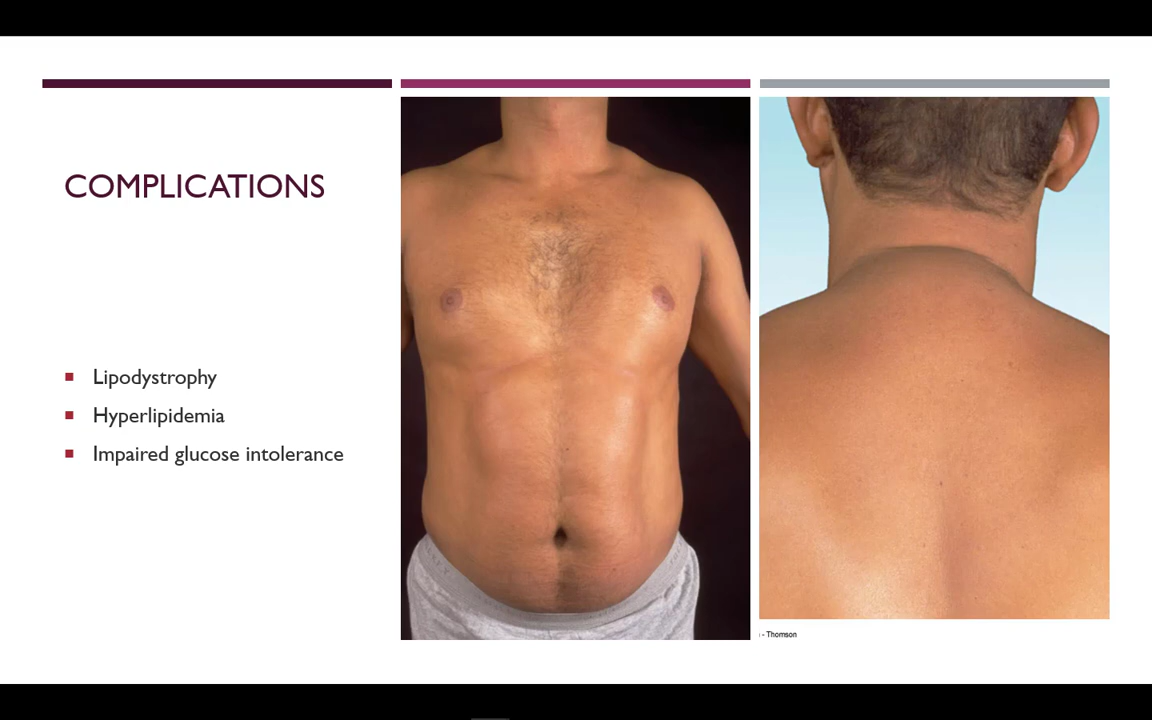 COMPLICATIONS
Lipodystrophy
Hyperlipidemia
Impaired glucose intolerance
- Thomson